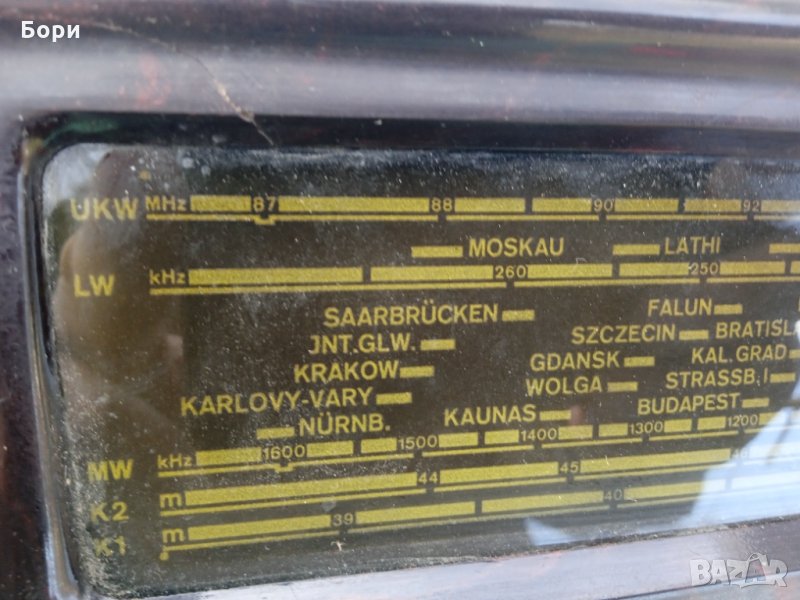 Бори
UKW MHz 87 88 90 92
MOSKAU LATHI
LW kHz 260 250
SAARBRÜCKEN FALUN
JNT.GLW. SZCZECIN BRATISL
KRAKOW GDANSK KAL.GRAD
KARLOVY-VARY WOLGA STRASSB.I
NÜRNB. KAUNAS BUDAPEST
MW kHz 1600 1500 1400 1300 1200
K2 m 44 45 46
K1 m 39 40
BAZAR